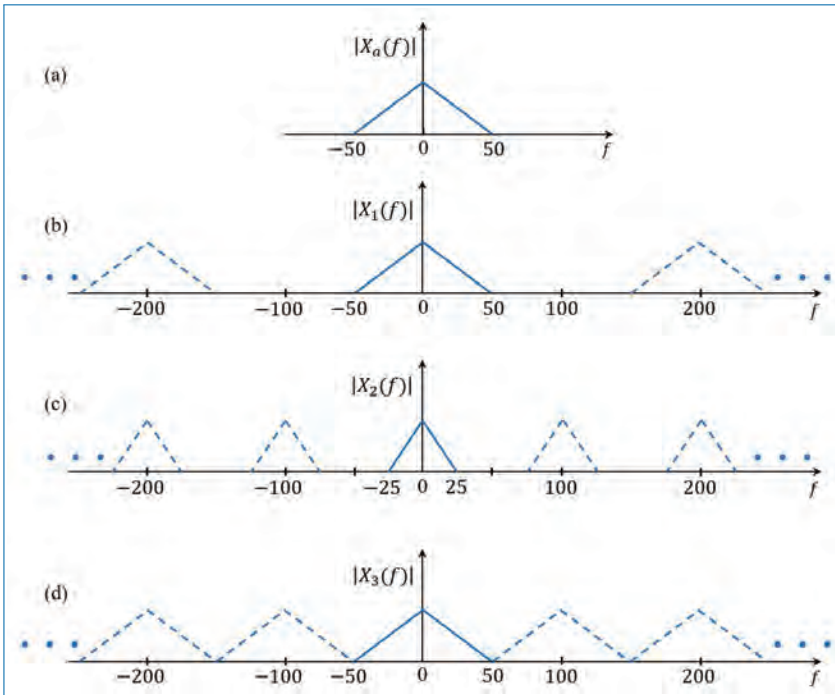 (a)
|Xₐ(f)|
−50 0 50 f
(b)
|X₁(f)|
−200 −100 −50 0 50 100 200 f
(c)
|X₂(f)|
−200 −100 −25 0 25 100 200 f
(d)
|X₃(f)|
−200 −100 −50 0 50 100 200 f